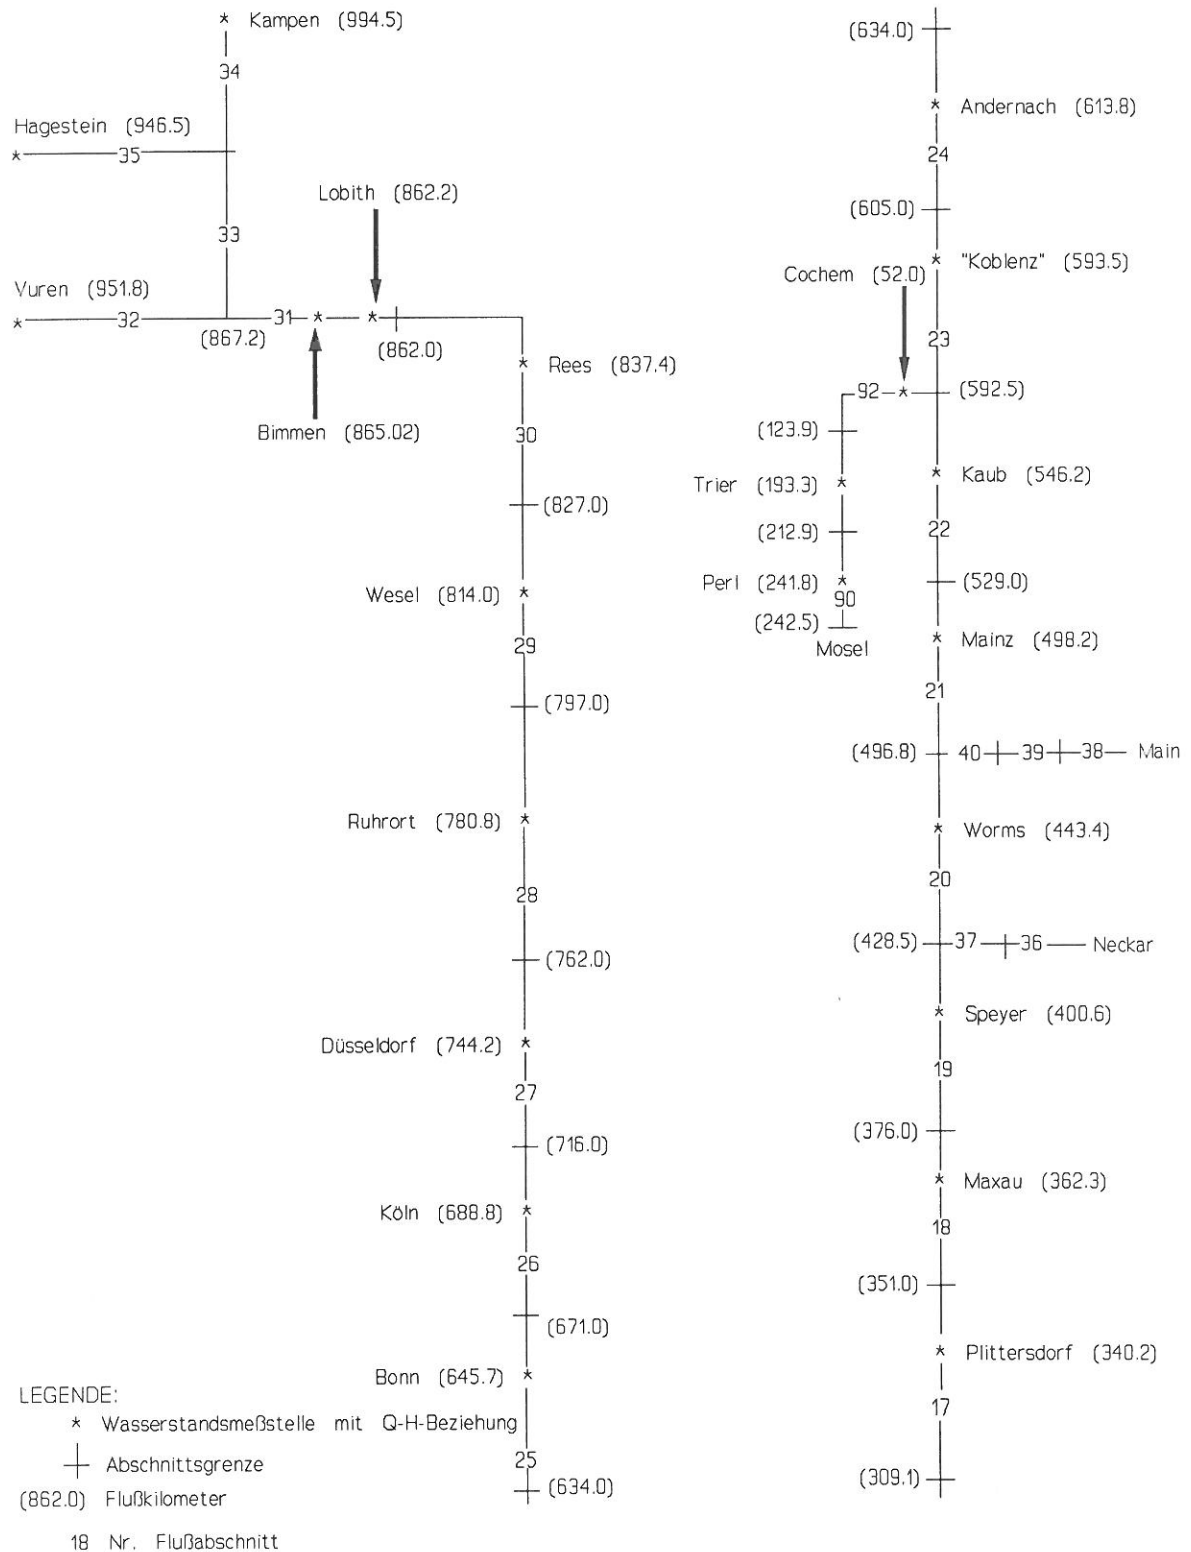 Kampen (994.5)
34
Hagestein (946.5)
35
Lobith (862.2)
33
Vuren (951.8)
32
31
(867.2)
(862.0)
Rees (837.4)
Bimmen (865.02)
30
(827.0)
Wesel (814.0)
29
(797.0)
Ruhrort (780.8)
28
(762.0)
Düsseldorf (744.2)
27
(716.0)
Köln (688.8)
26
(671.0)
Bonn (645.7)
25
(634.0)
LEGENDE:
* Wasserstandsmeßstelle mit Q-H-Beziehung
Abschnittsgrenze
(862.0) Flußkilometer
18 Nr. Flußabschnitt
(634.0)
Andernach (613.8)
24
(605.0)
"Koblenz" (593.5)
Cochem (52.0)
23
92
(592.5)
(123.9)
Kaub (546.2)
Trier (193.3)
22
(212.9)
Perl (241.8)
(529.0)
90
(242.5)
Mosel
Mainz (498.2)
21
(496.8)
40
39
38
Main
Worms (443.4)
20
(428.5)
37
36
Neckar
Speyer (400.6)
19
(376.0)
Maxau (362.3)
18
(351.0)
Plittersdorf (340.2)
17
(309.1)